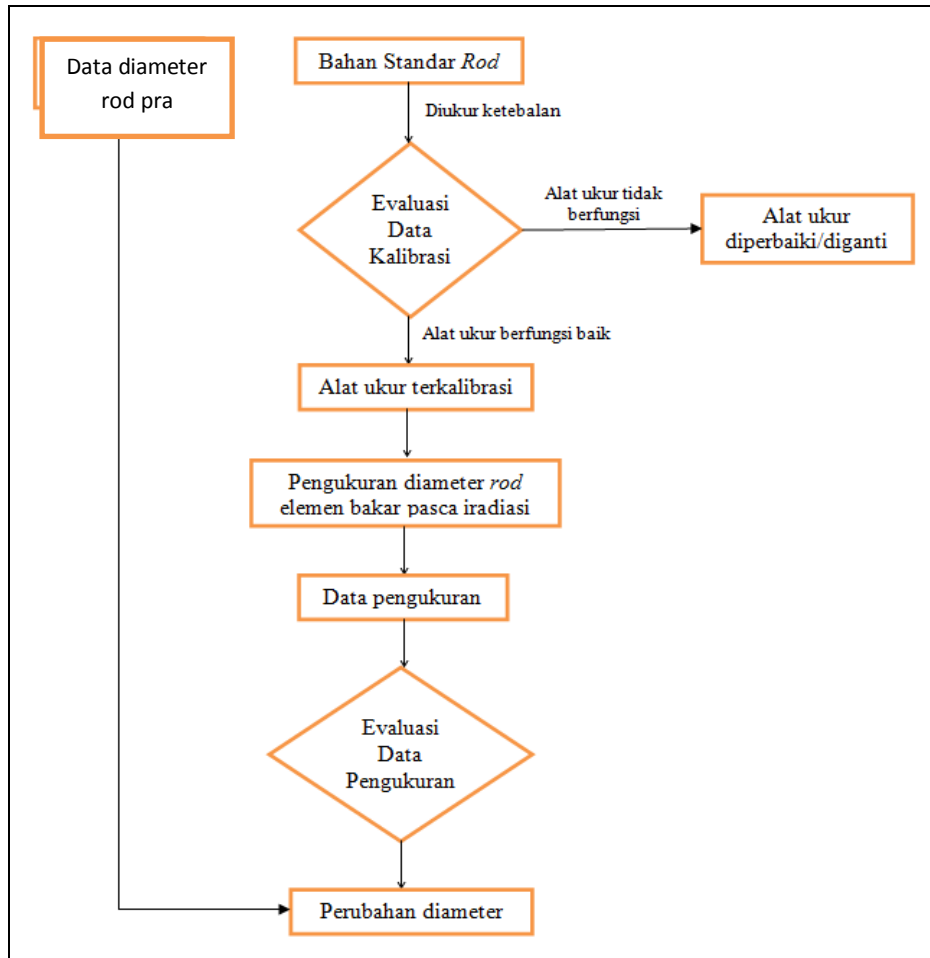 Data diameter
rod pra
Bahan Standar Rod
Diukur ketebalan
Evaluasi
Data
Kalibrasi
Alat ukur tidak
berfungsi
Alat ukur
diperbaiki/diganti
Alat ukur berfungsi baik
Alat ukur terkalibrasi
Pengukuran diameter rod
elemen bakar pasca iradiasi
Data pengukuran
Evaluasi
Data
Pengukuran
Perubahan diameter